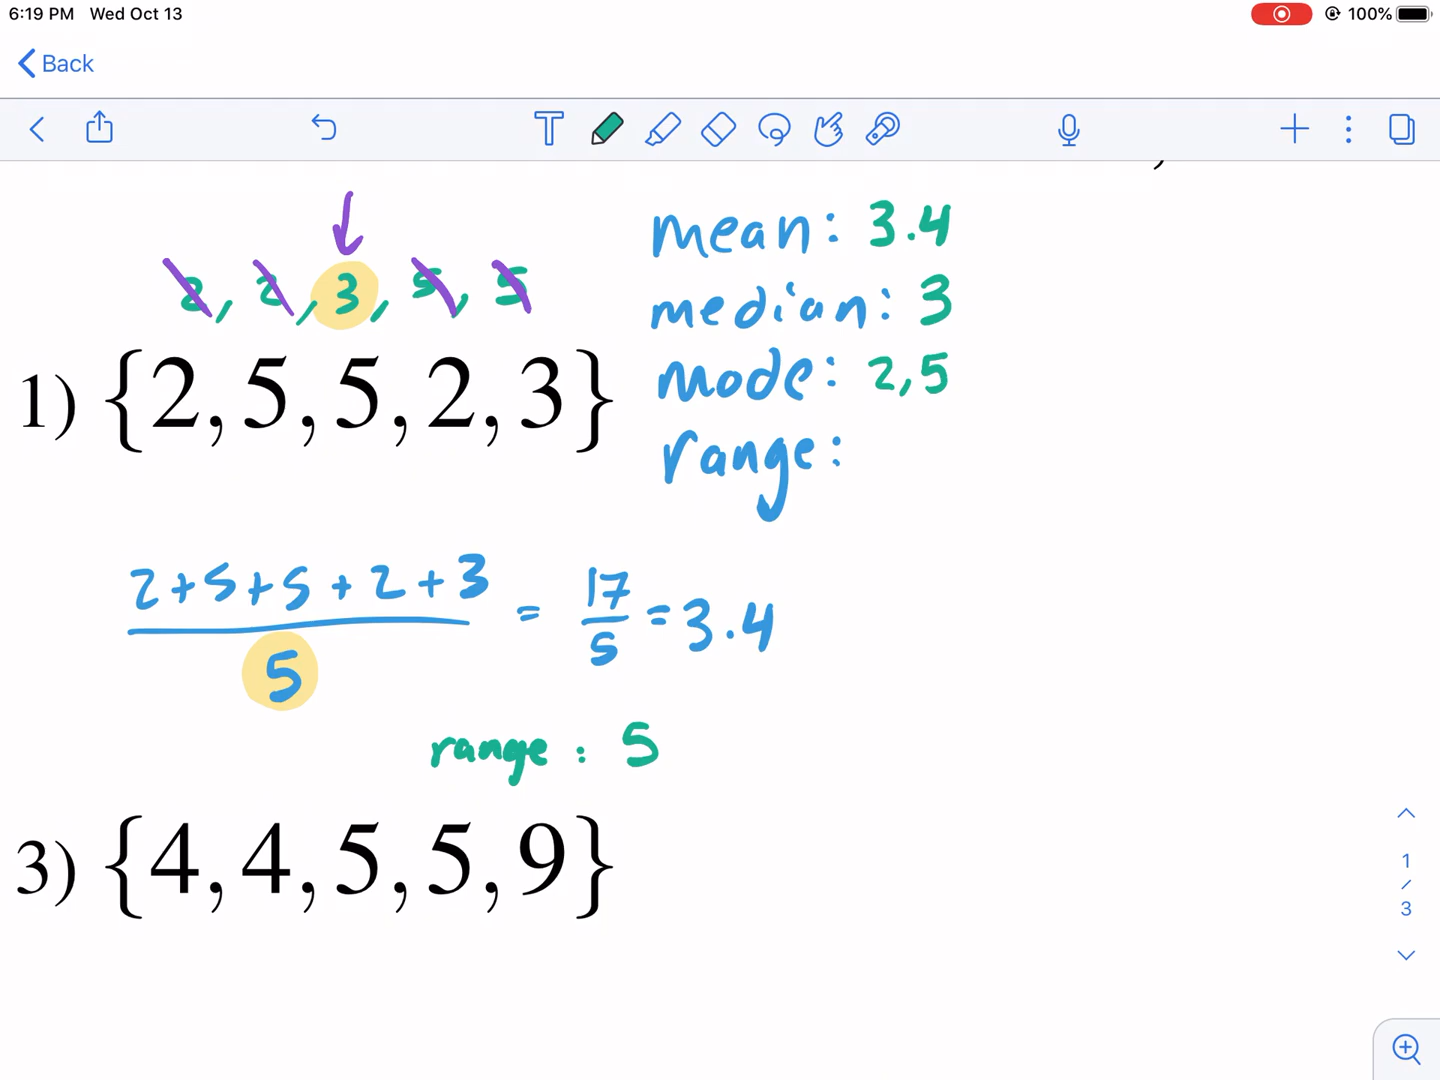 6:19 PM Wed Oct 13 100%
Back
T
2, 2, 3, 5, 5
1) {2, 5, 5, 2, 3}
mean: 3.4
median: 3
mode: 2,5
range:
2+5+5+2+3
5
= 17/5 = 3.4
range: 5
3) {4, 4, 5, 5, 9}
1
/
3